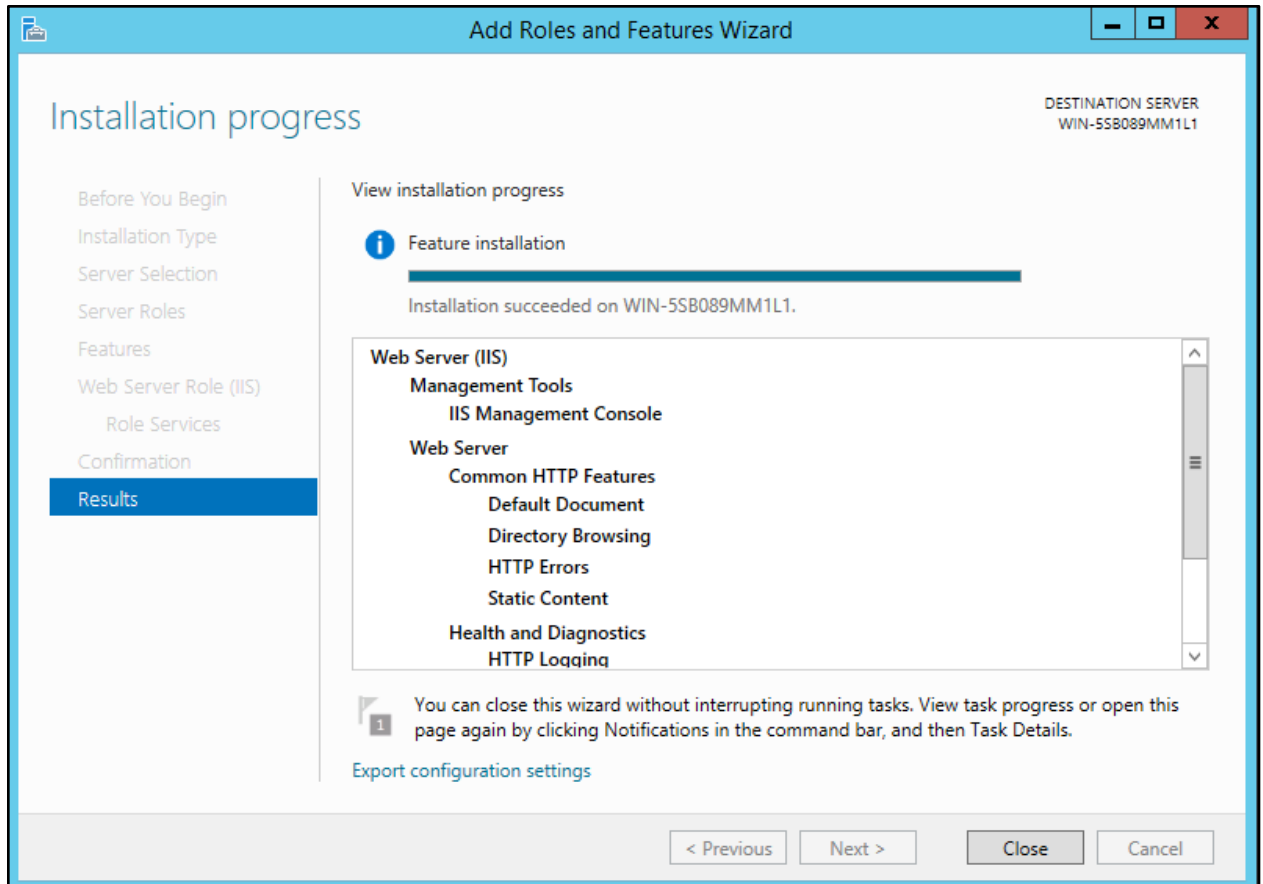 Add Roles and Features Wizard
Installation progress
DESTINATION SERVER
WIN-5SB089MM1L1
Before You Begin
Installation Type
Server Selection
Server Roles
Features
Web Server Role (IIS)
Role Services
Confirmation
Results
View installation progress
Feature installation
Installation succeeded on WIN-5SB089MM1L1.
Web Server (IIS)
Management Tools
IIS Management Console
Web Server
Common HTTP Features
Default Document
Directory Browsing
HTTP Errors
Static Content
Health and Diagnostics
HTTP Logging
1
You can close this wizard without interrupting running tasks. View task progress or open this
page again by clicking Notifications in the command bar, and then Task Details.
Export configuration settings
< Previous
Next >
Close
Cancel